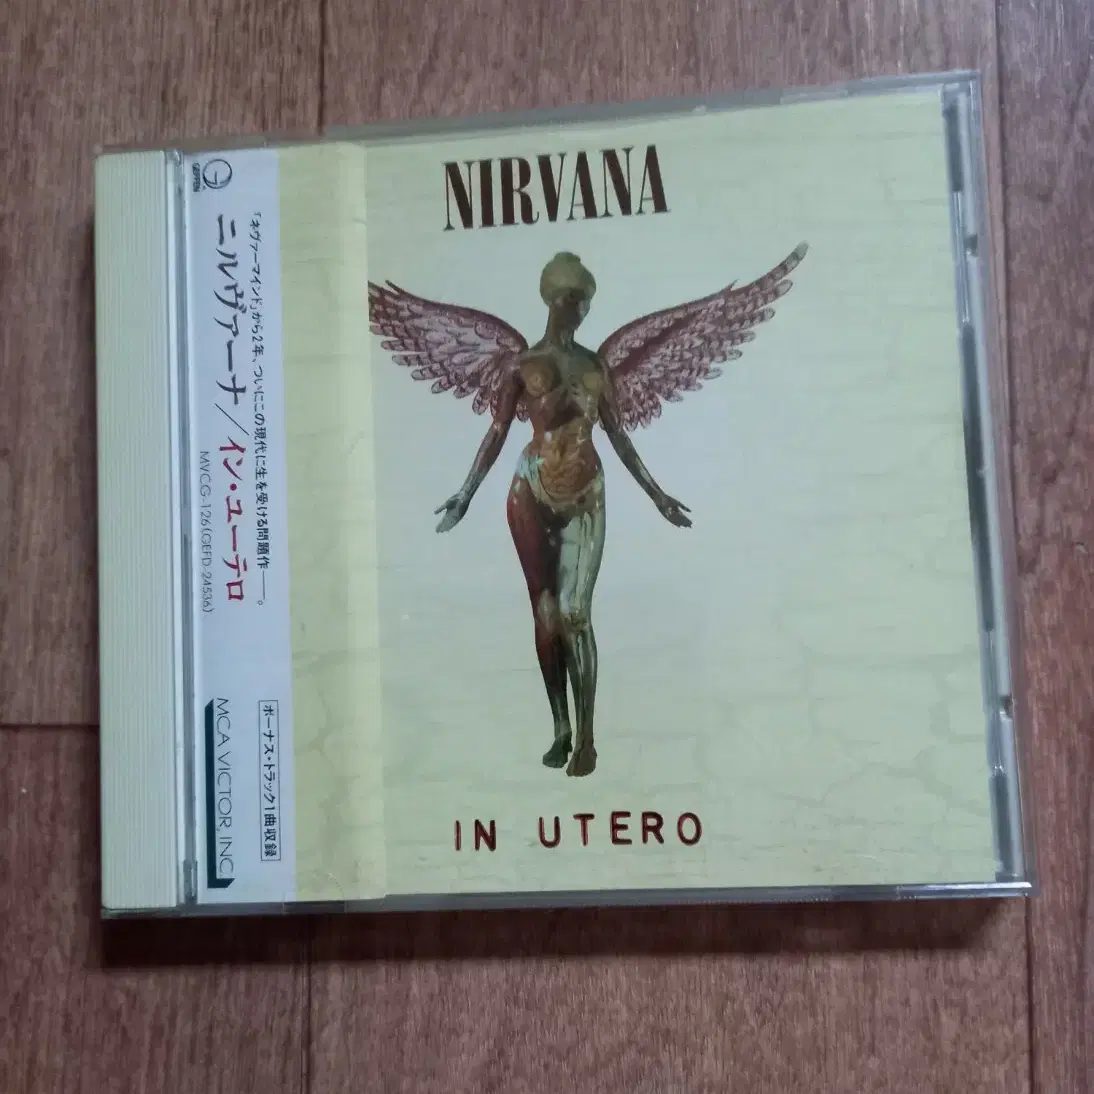 NIRVANA
IN UTERO
GEFFEN
「ネヴァーマインド」から2年、ついにこの現代に生を受ける問題作──。
ニルヴァーナ／イン・ユーテロ
MVCG-126(GEFD-24536)
ボーナス・トラック1曲収録
MCA VICTOR, INC.